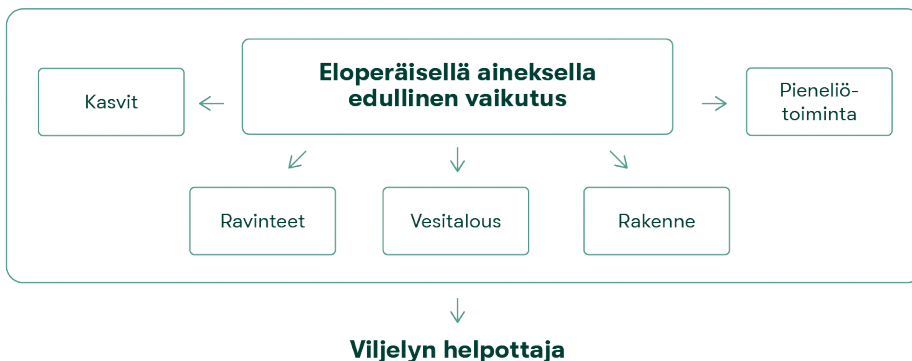 Eloperäisellä aineksella
edullinen vaikutus
Kasvit
Pieneliö-
toiminta
Ravinteet
Vesitalous
Rakenne
Viljelyn helpottaja